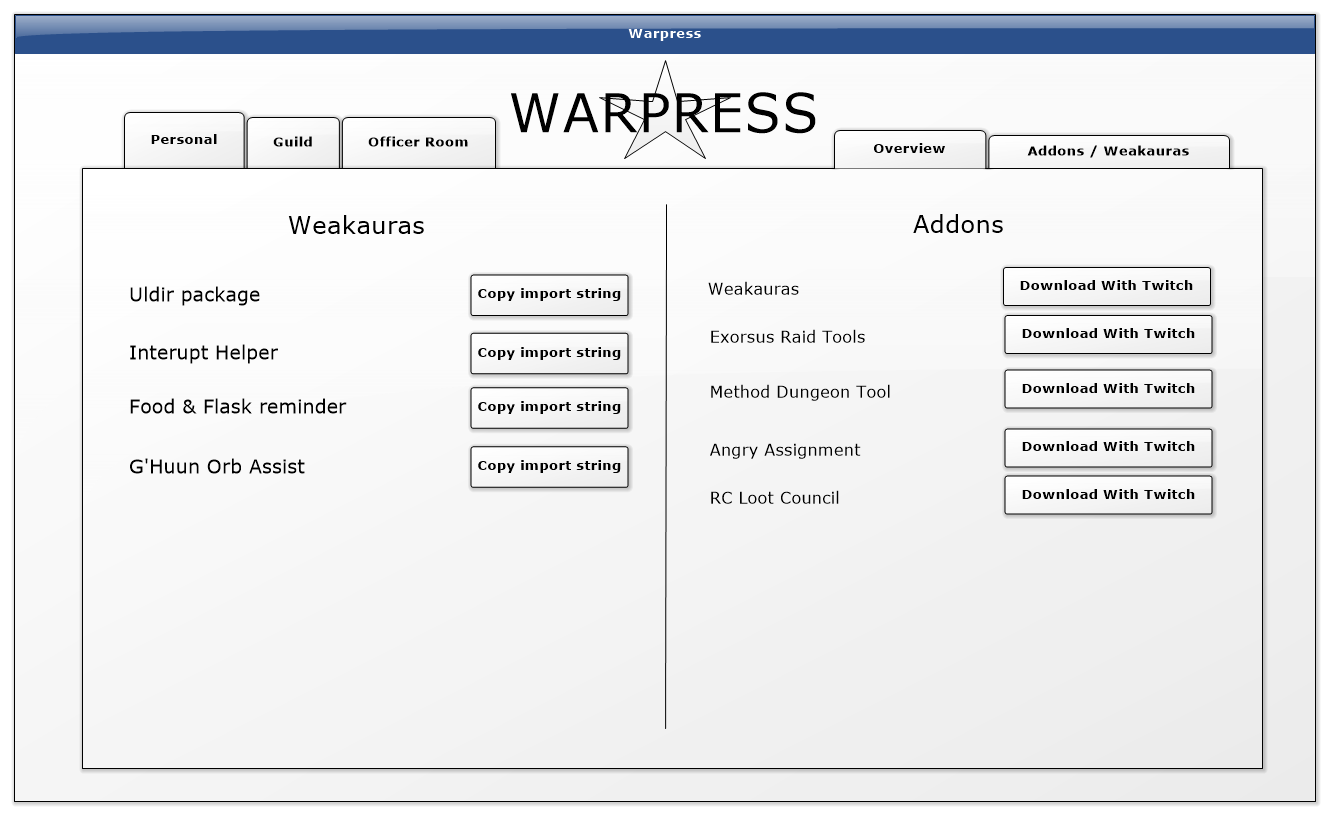 Warpress
WARPRESS
Personal
Guild
Officer Room
Overview
Addons / Weakauras
Weakauras
Uldir package
Copy import string
Interupt Helper
Copy import string
Food & Flask reminder
Copy import string
G'Huun Orb Assist
Copy import string
Addons
Weakauras
Download With Twitch
Exorsus Raid Tools
Download With Twitch
Method Dungeon Tool
Download With Twitch
Angry Assignment
Download With Twitch
RC Loot Council
Download With Twitch